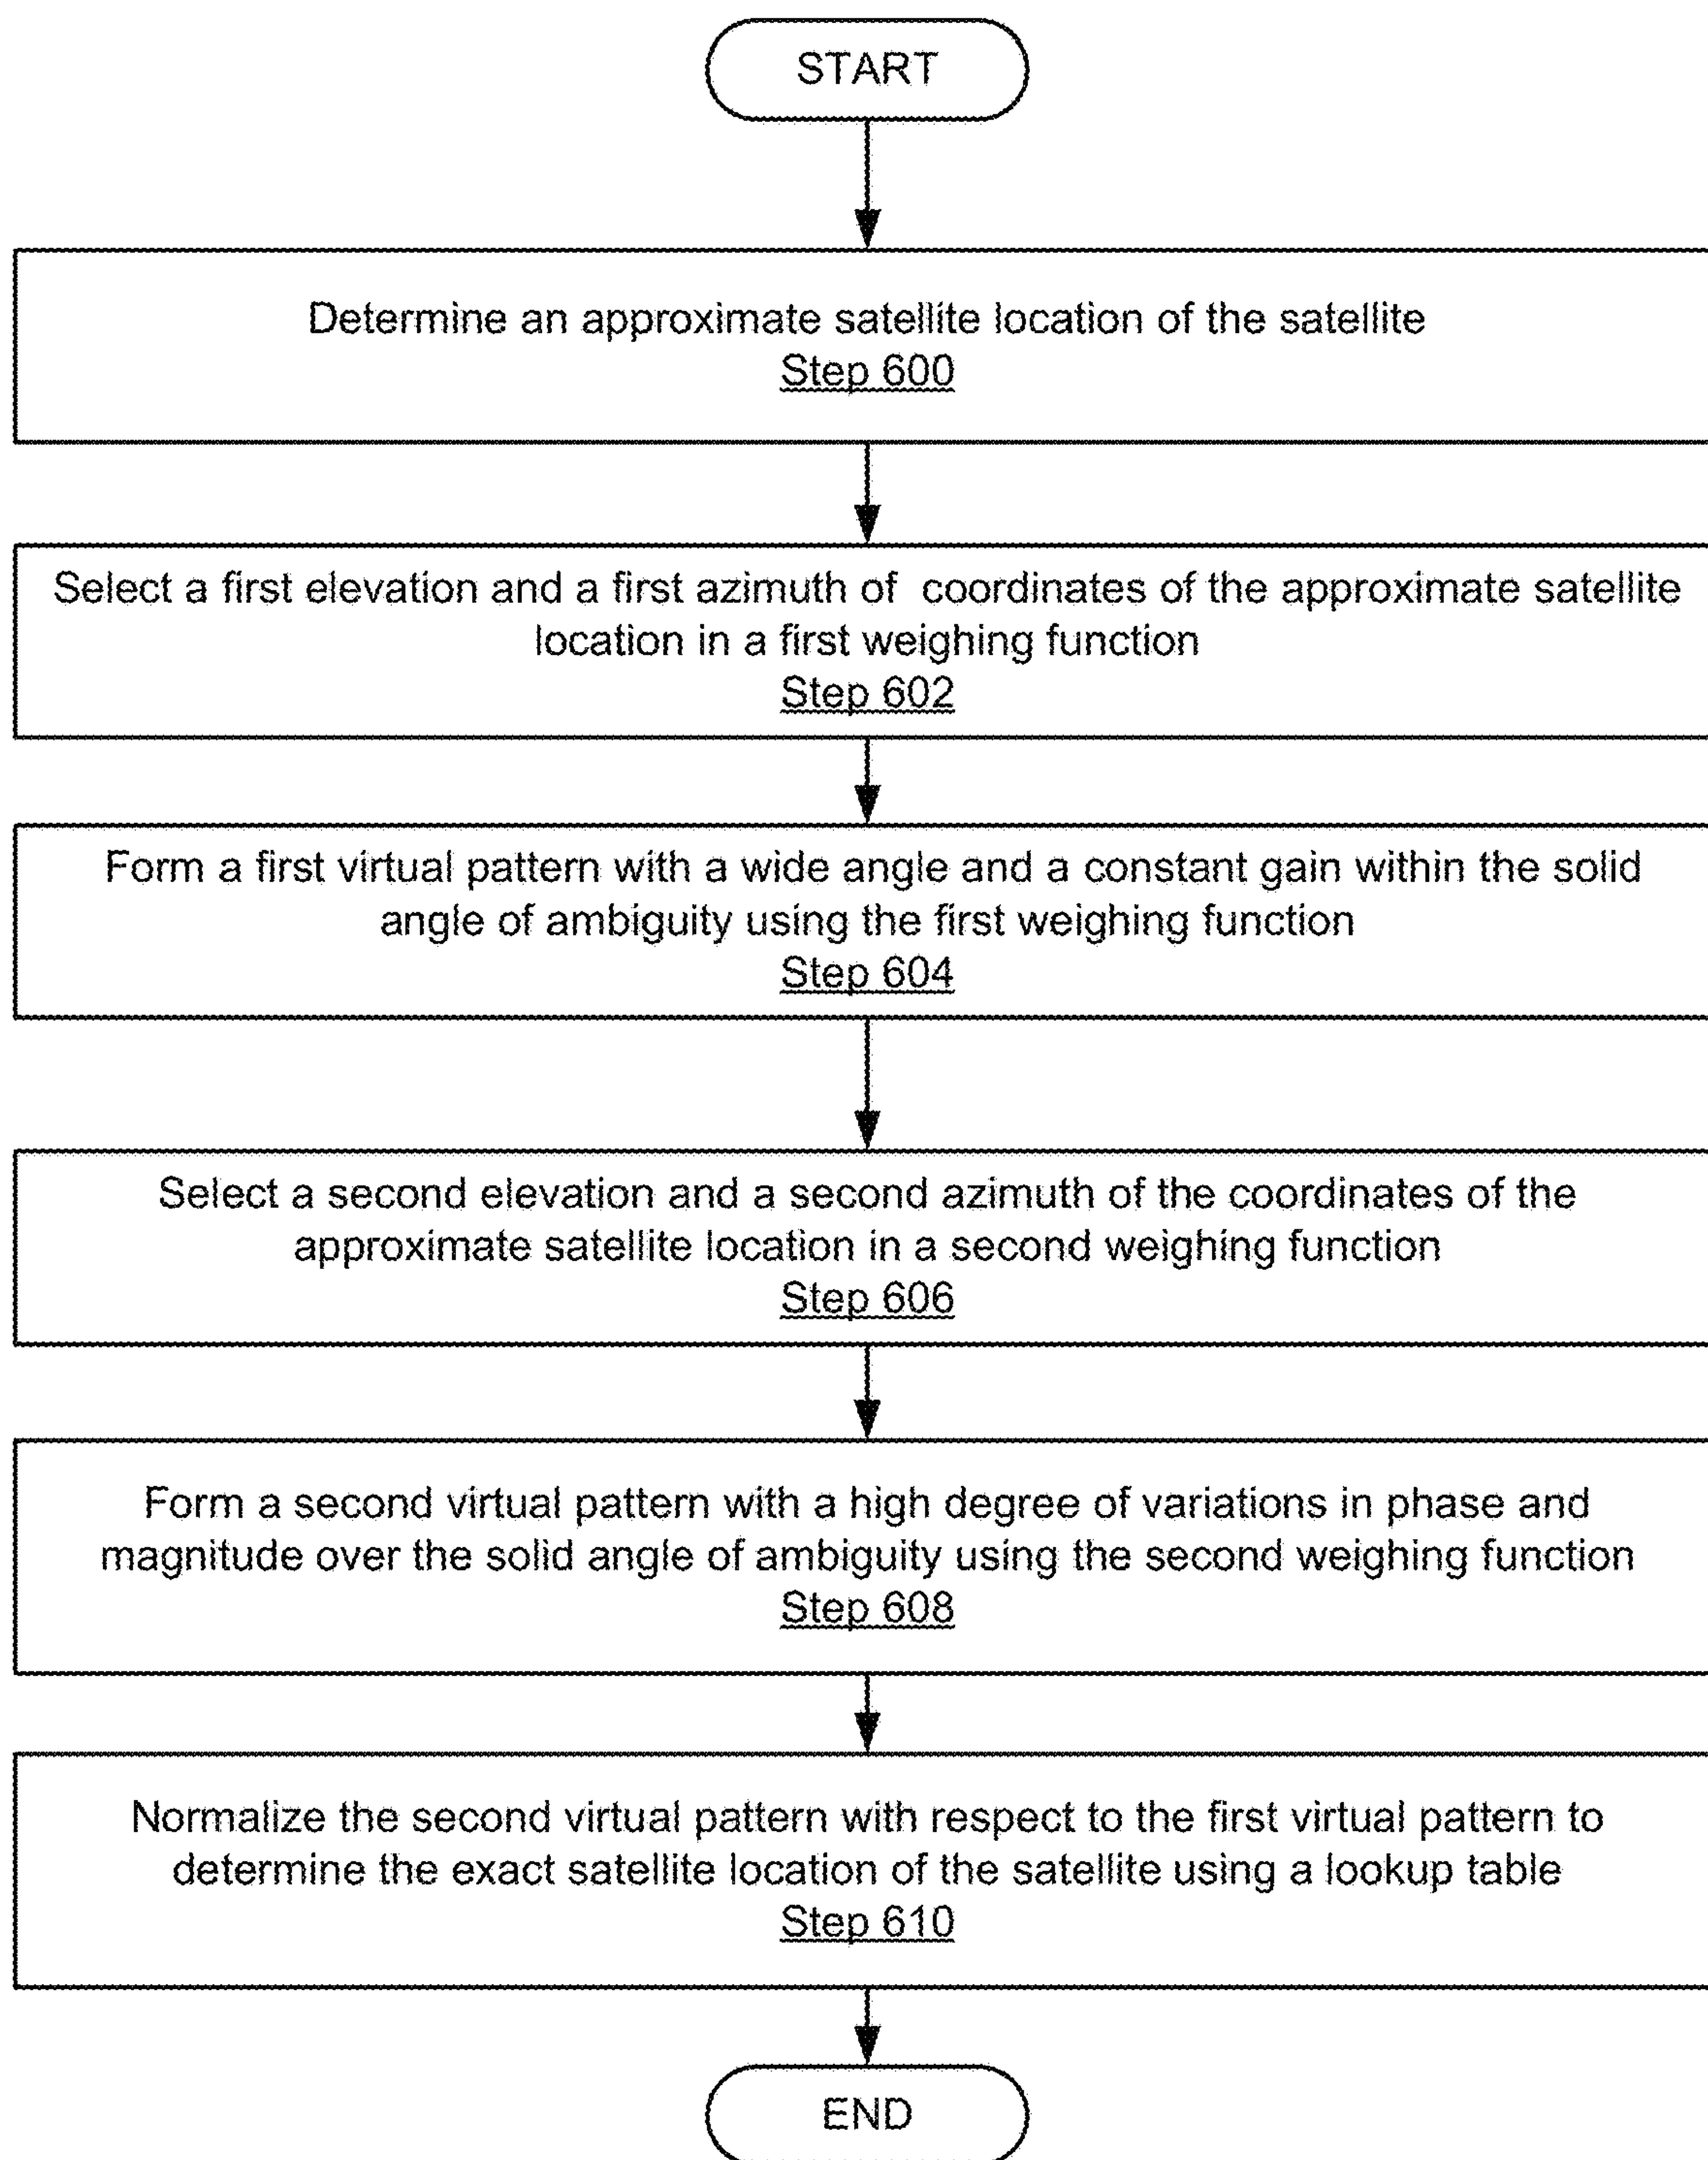 START
Determine an approximate satellite location of the satellite
Step 600
Select a first elevation and a first azimuth of coordinates of the approximate satellite
location in a first weighing function
Step 602
Form a first virtual pattern with a wide angle and a constant gain within the solid
angle of ambiguity using the first weighing function
Step 604
Select a second elevation and a second azimuth of the coordinates of the
approximate satellite location in a second weighing function
Step 606
Form a second virtual pattern with a high degree of variations in phase and
magnitude over the solid angle of ambiguity using the second weighing function
Step 608
Normalize the second virtual pattern with respect to the first virtual pattern to
determine the exact satellite location of the satellite using a lookup table
Step 610
END